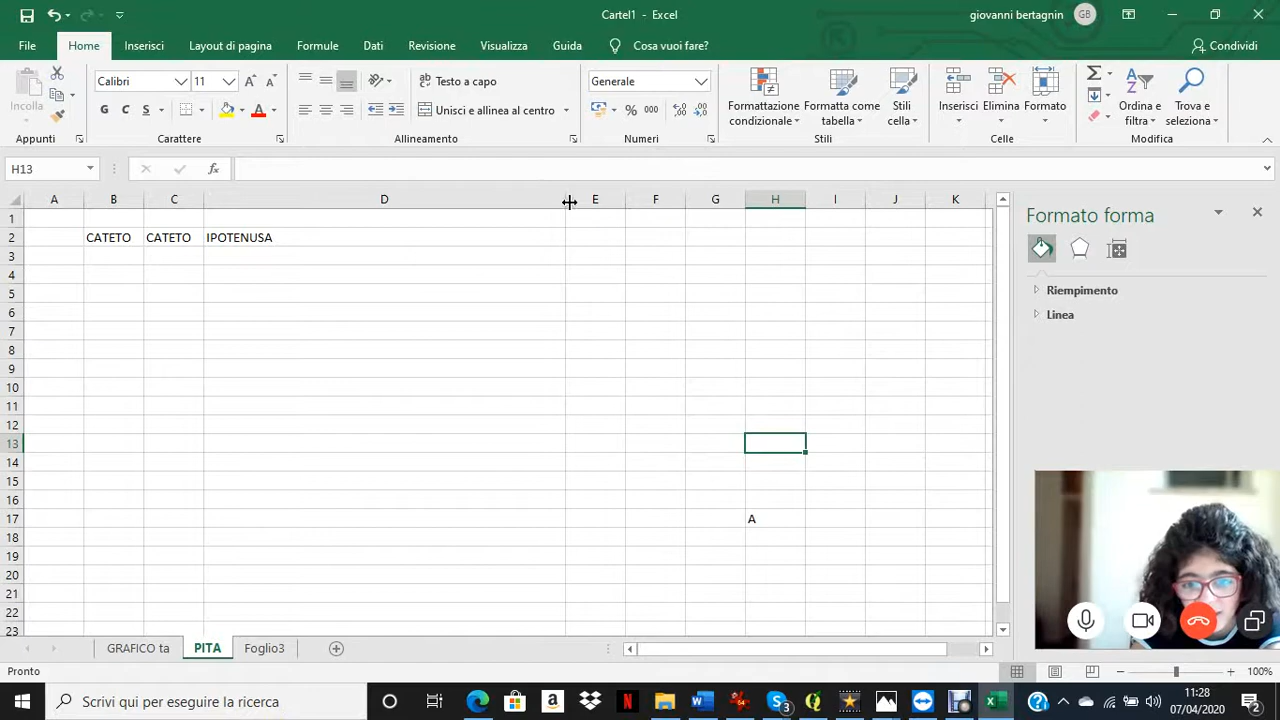 Cartel1 - Excel
giovanni bertagnin GB
File Home Inserisci Layout di pagina Formule Dati Revisione Visualizza Guida Cosa vuoi fare? Condividi
Incolla
Calibri 11
G C S
Testo a capo
Unisci e allinea al centro
Generale
% 000
Formattazione condizionale
Formatta come tabella
Stili cella
Inserisci Elimina Formato
Ordina e filtra
Trova e seleziona
Appunti Carattere Allineamento Numeri Stili Celle Modifica
H13 fx
A B C D E F G H I J K
1
2 CATETO CATETO IPOTENUSA
3
4
5
6
7
8
9
10
11
12
13
14
15
16
17 A
18
19
20
21
22
23
Formato forma
Riempimento
Linea
GRAFICO ta PITA Foglio3
Pronto
100%
Scrivi qui per eseguire la ricerca
11:28
07/04/2020